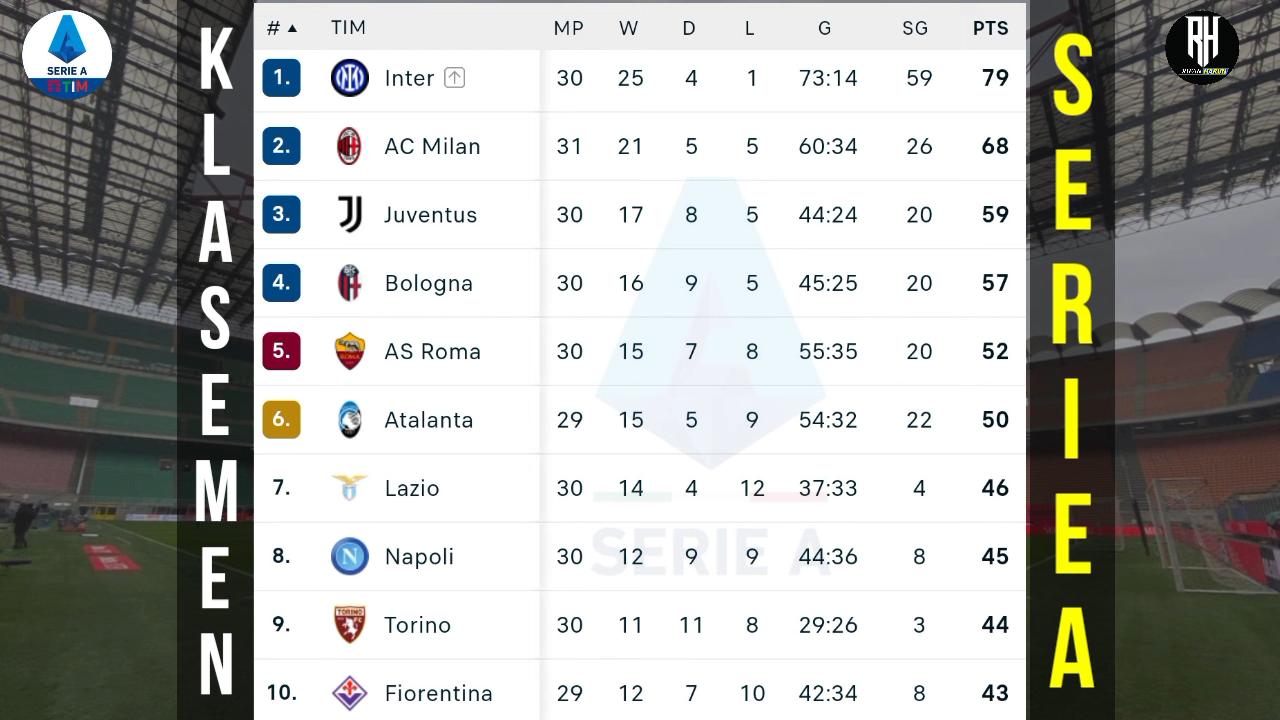 KLASEMEN
SERIE A
SERIE A
TIM
RH
# ▲ TIM MP W D L G SG PTS
1. Inter 30 25 4 1 73:14 59 79
2. AC Milan 31 21 5 5 60:34 26 68
3. Juventus 30 17 8 5 44:24 20 59
4. Bologna 30 16 9 5 45:25 20 57
5. AS Roma 30 15 7 8 55:35 20 52
6. Atalanta 29 15 5 9 54:32 22 50
7. Lazio 30 14 4 12 37:33 4 46
8. Napoli 30 12 9 9 44:36 8 45
9. Torino 30 11 11 8 29:26 3 44
10. Fiorentina 29 12 7 10 42:34 8 43
SERIE A
ROMA
N
TORINO
FC